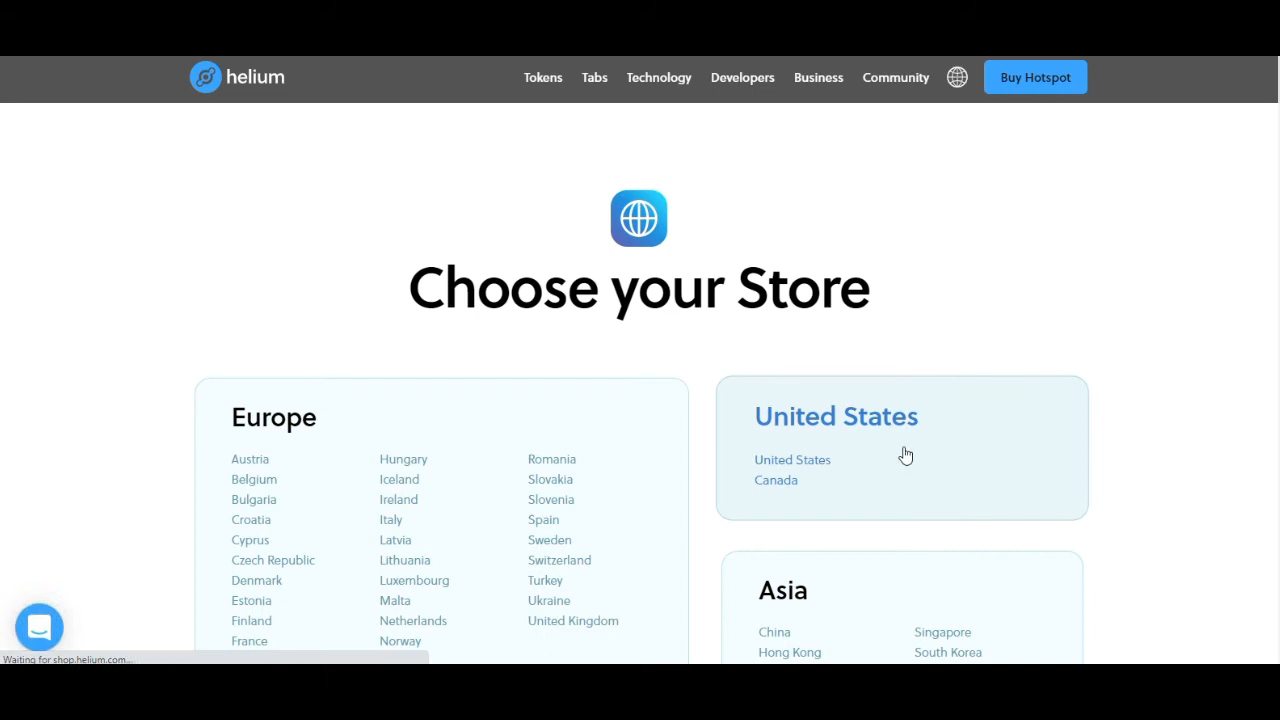 helium
Tokens Tabs Technology Developers Business Community Buy Hotspot
Choose your Store
Europe
Austria Hungary Romania
Belgium Iceland Slovakia
Bulgaria Ireland Slovenia
Croatia Italy Spain
Cyprus Latvia Sweden
Czech Republic Lithuania Switzerland
Denmark Luxembourg Turkey
Estonia Malta Ukraine
Finland Netherlands United Kingdom
France Norway
United States
United States
Canada
Asia
China Singapore
Hong Kong South Korea
Waiting for shop.helium.com...